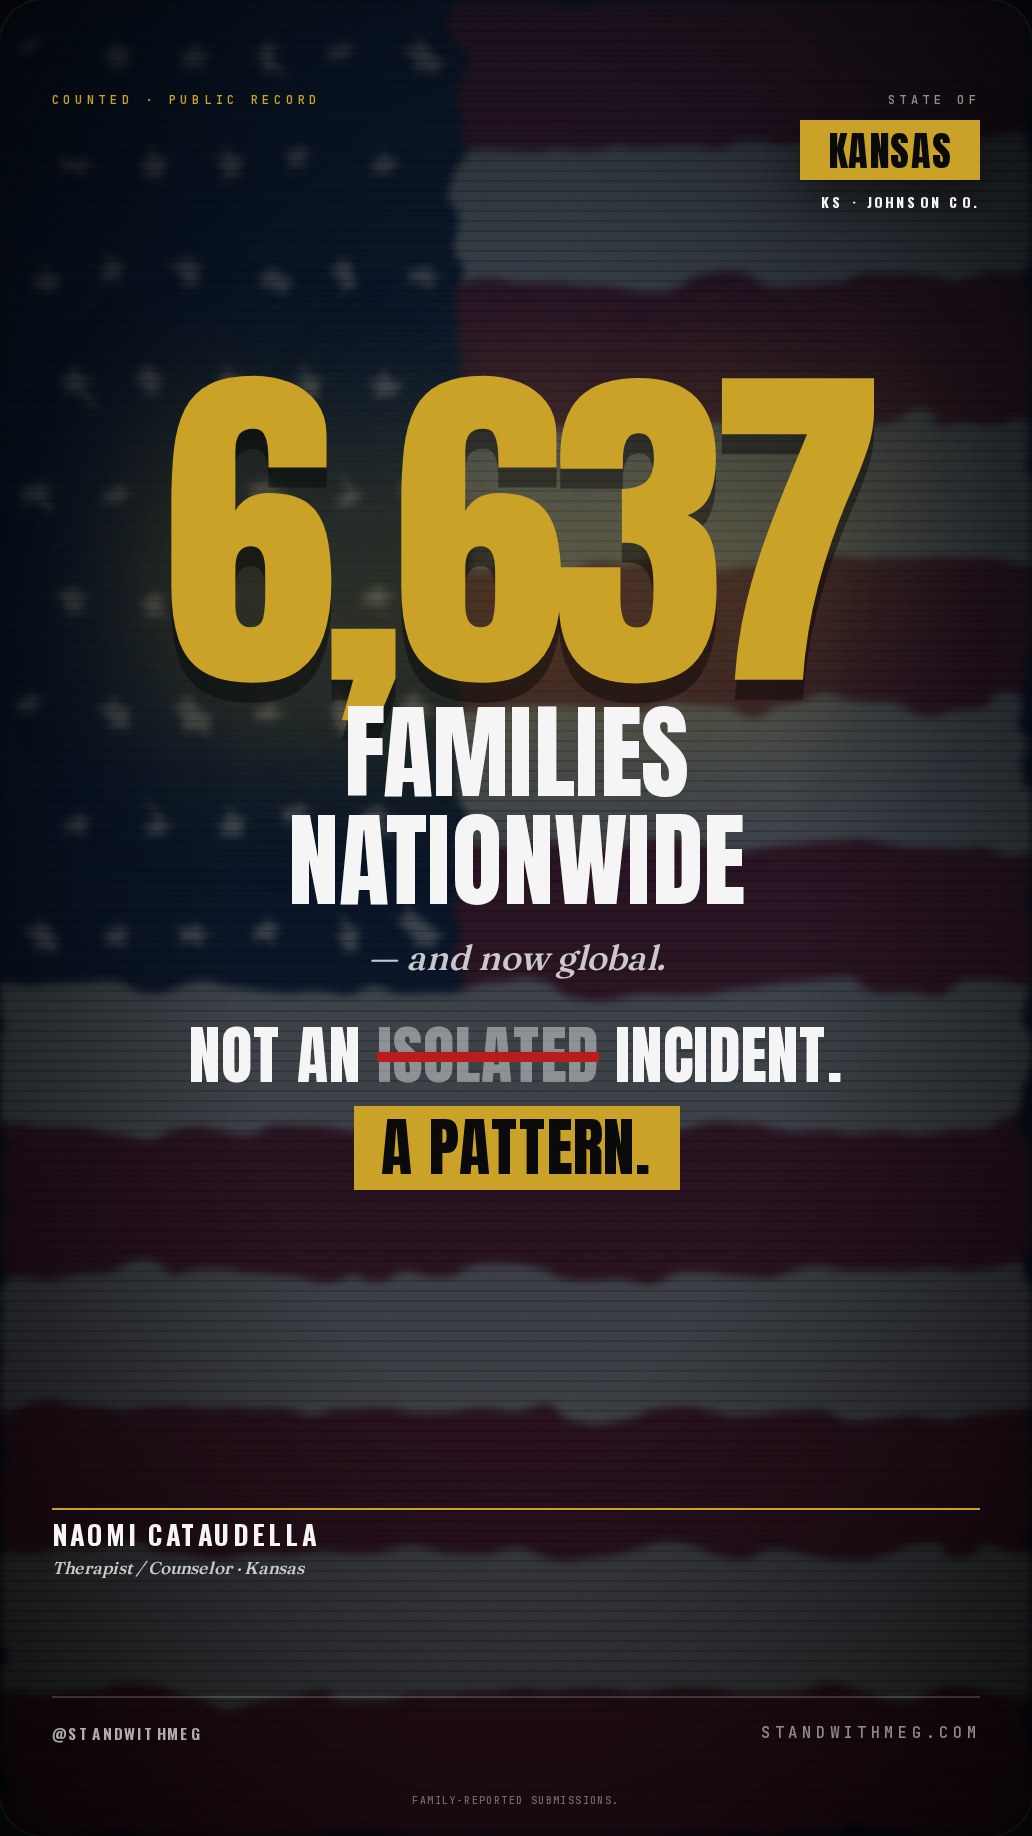 COUNTED · PUBLIC RECORD
STATE OF
KANSAS
KS · JOHNSON CO.
6,637
FAMILIES
NATIONWIDE
— and now global.
NOT AN ISOLATED INCIDENT.
A PATTERN.
NAOMI CATAUDELLA
Therapist / Counselor · Kansas
@STANDWITHMEG
STANDWITHMEG.COM
FAMILY-REPORTED SUBMISSIONS.